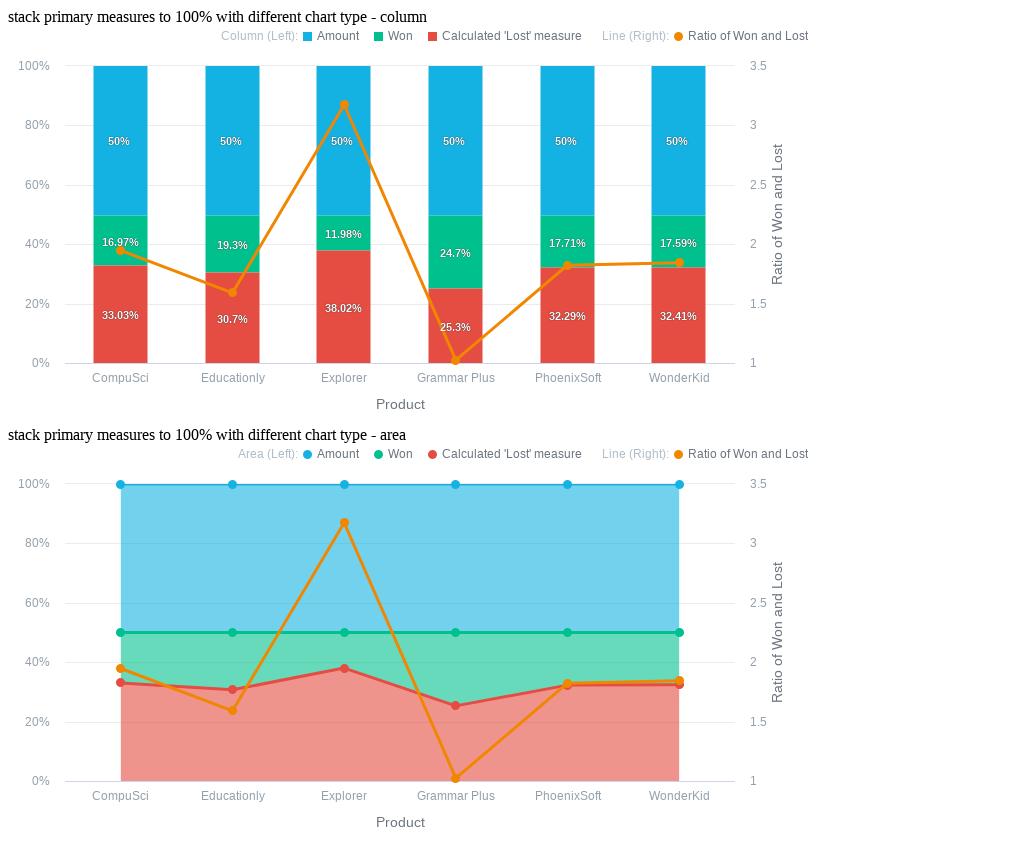 stack primary measures to 100% with different chart type - column
Column (Left): Amount Won Calculated 'Lost' measure Line (Right): Ratio of Won and Lost
100% 3.5
80% 3
50% 50% 50% 50% 50% 50%
60% 2.5
40% 2
16.97% 19.3% 11.98% 24.7% 17.71% 17.59%
20% 1.5
33.03% 30.7% 38.02% 25.3% 32.29% 32.41%
0% 1
Ratio of Won and Lost
CompuSci Educationly Explorer Grammar Plus PhoenixSoft WonderKid
Product
stack primary measures to 100% with different chart type - area
Area (Left): Amount Won Calculated 'Lost' measure Line (Right): Ratio of Won and Lost
100% 3.5
80% 3
60% 2.5
40% 2
20% 1.5
0% 1
Ratio of Won and Lost
CompuSci Educationly Explorer Grammar Plus PhoenixSoft WonderKid
Product